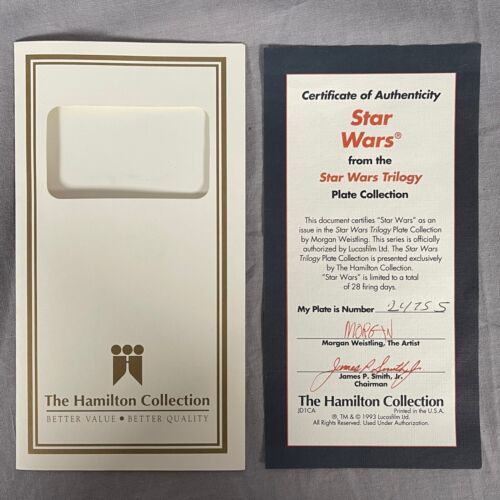 The Hamilton Collection
BETTER VALUE • BETTER QUALITY
Certificate of Authenticity
Star
Wars®
from the
Star Wars Trilogy
Plate Collection
This document certifies "Star Wars" as an
issue in the Star Wars Trilogy Plate Collection
by Morgan Weistling. This series is officially
authorized by Lucasfilm Ltd. The Star Wars
Trilogy Plate Collection is presented exclusively
by The Hamilton Collection.
"Star Wars" is limited to a total
of 28 firing days.
My Plate is Number 2475S
MORGAN
Morgan Weistling, The Artist
James P. Smith Jr
James P. Smith, Jr.
Chairman
The Hamilton Collection
JD1CA Printed in the U.S.A.
®, TM & © 1993 Lucasfilm Ltd.
All Rights Reserved. Used Under Authorization.